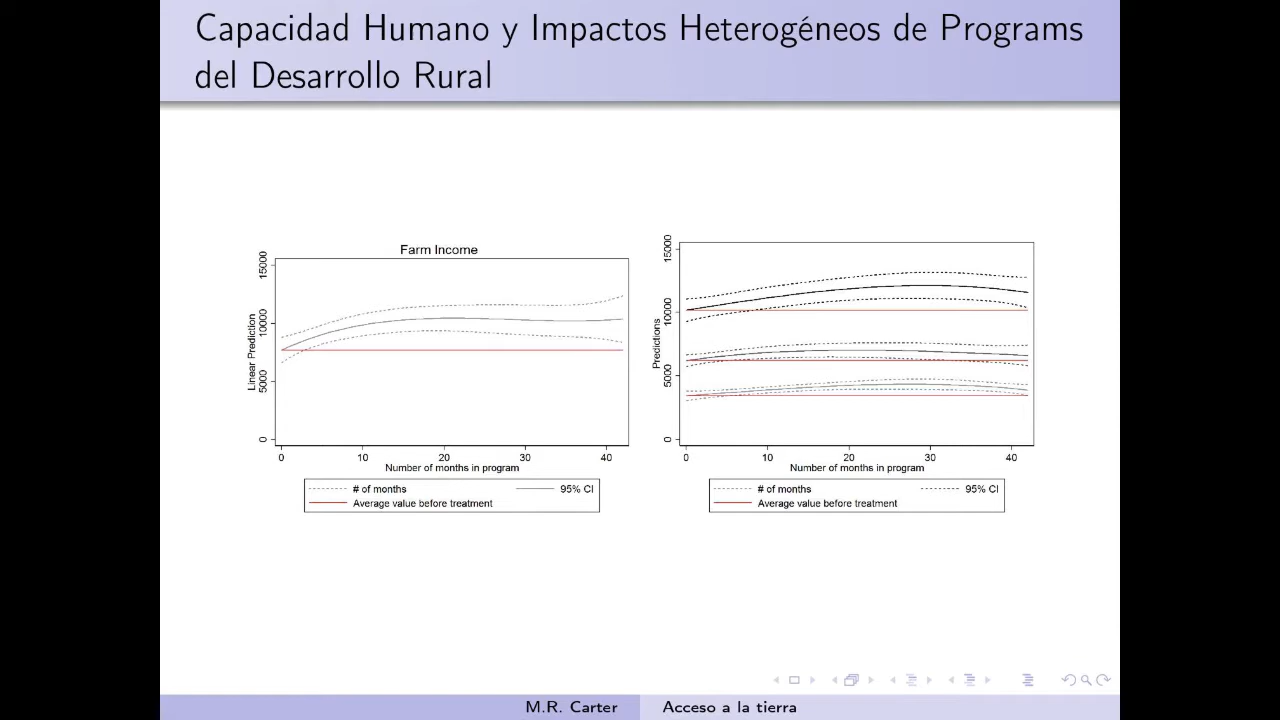 Capacidad Humano y Impactos Heterogéneos de Programs
del Desarrollo Rural
Farm Income
15000
10000
5000
0
Linear Prediction
0 10 20 30 40
Number of months in program
# of months 95% CI
Average value before treatment
15000
10000
5000
0
Predictions
0 10 20 30 40
Number of months in program
# of months 95% CI
Average value before treatment
M.R. Carter Acceso a la tierra